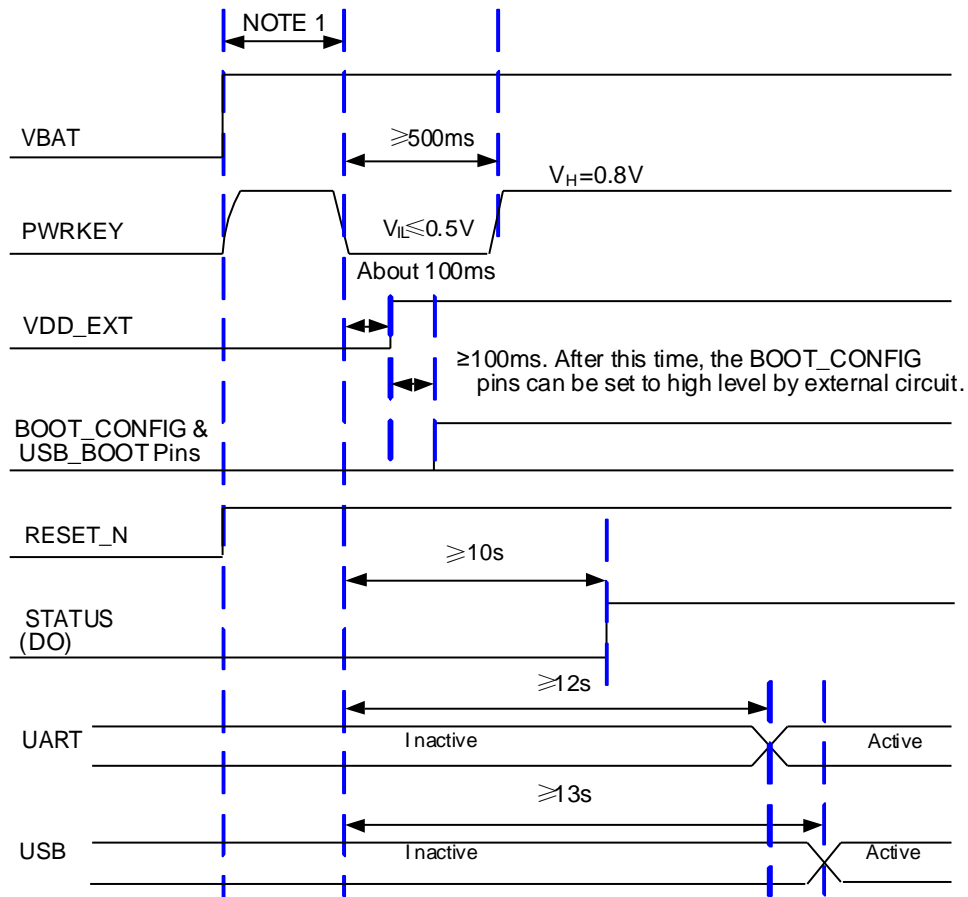 NOTE 1
VBAT
≥500ms
VH=0.8V
PWRKEY
VIL≤0.5V
About 100ms
VDD_EXT
≥100ms. After this time, the BOOT_CONFIG
pins can be set to high level by external circuit.
BOOT_CONFIG &
USB_BOOT Pins
RESET_N
≥10s
STATUS
(DO)
≥12s
UART
Inactive
Active
≥13s
USB
Inactive
Active